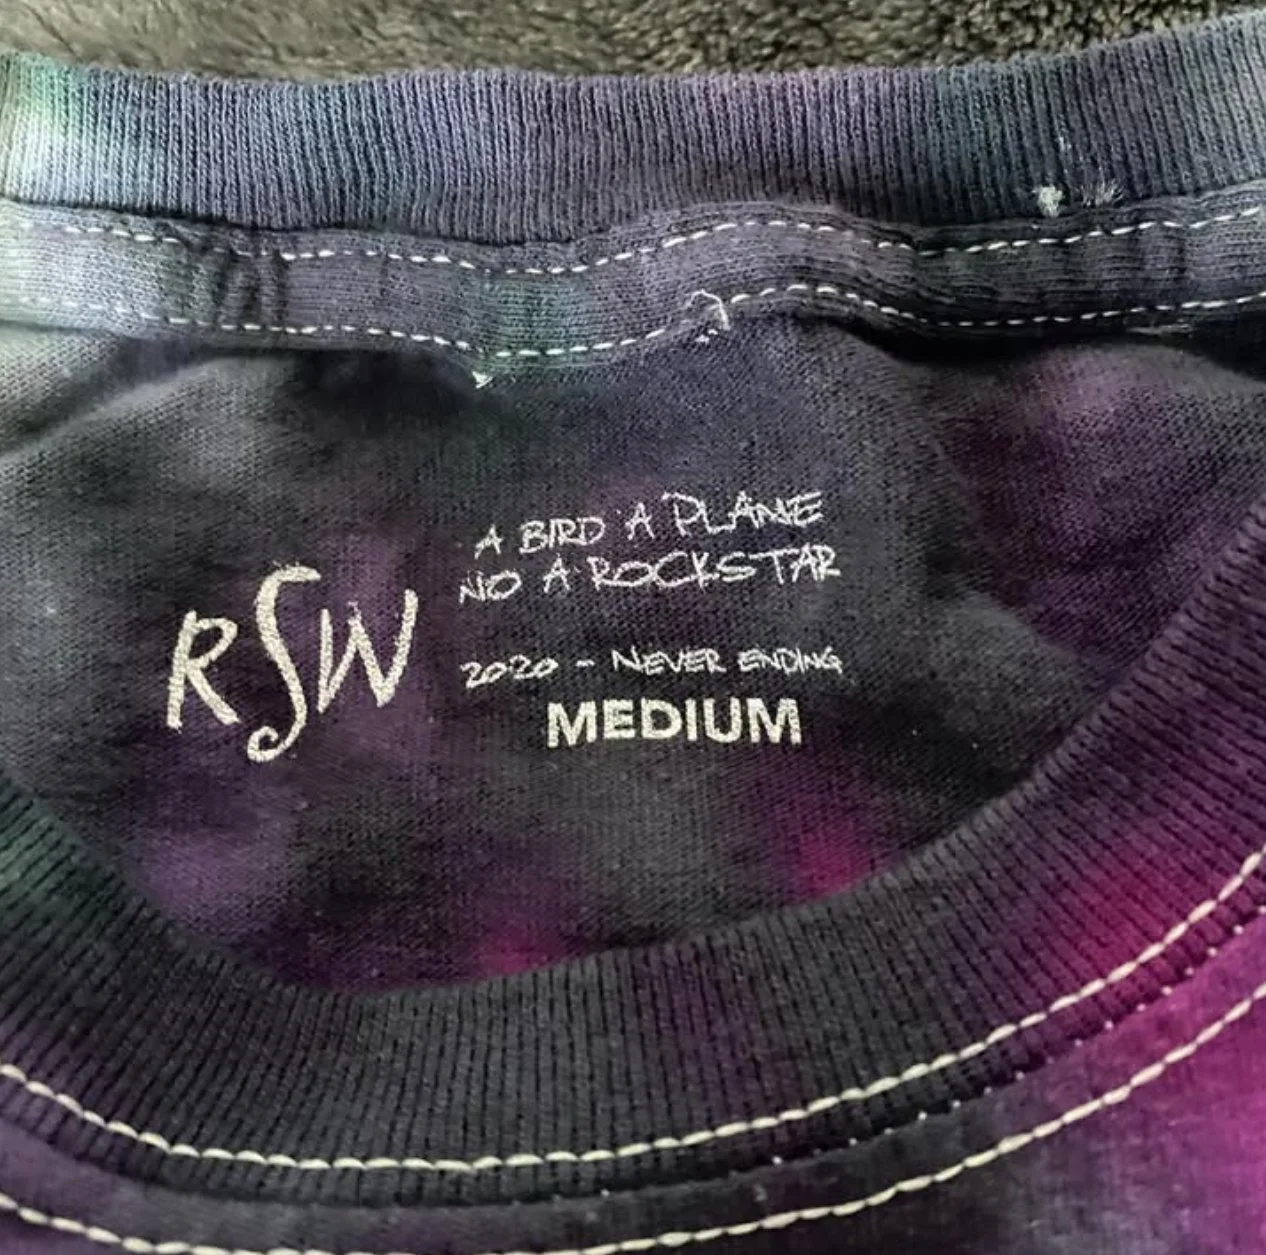 RSW
A BIRD A PLANE
NO A ROCKSTAR
2020 - NEVER ENDING
MEDIUM